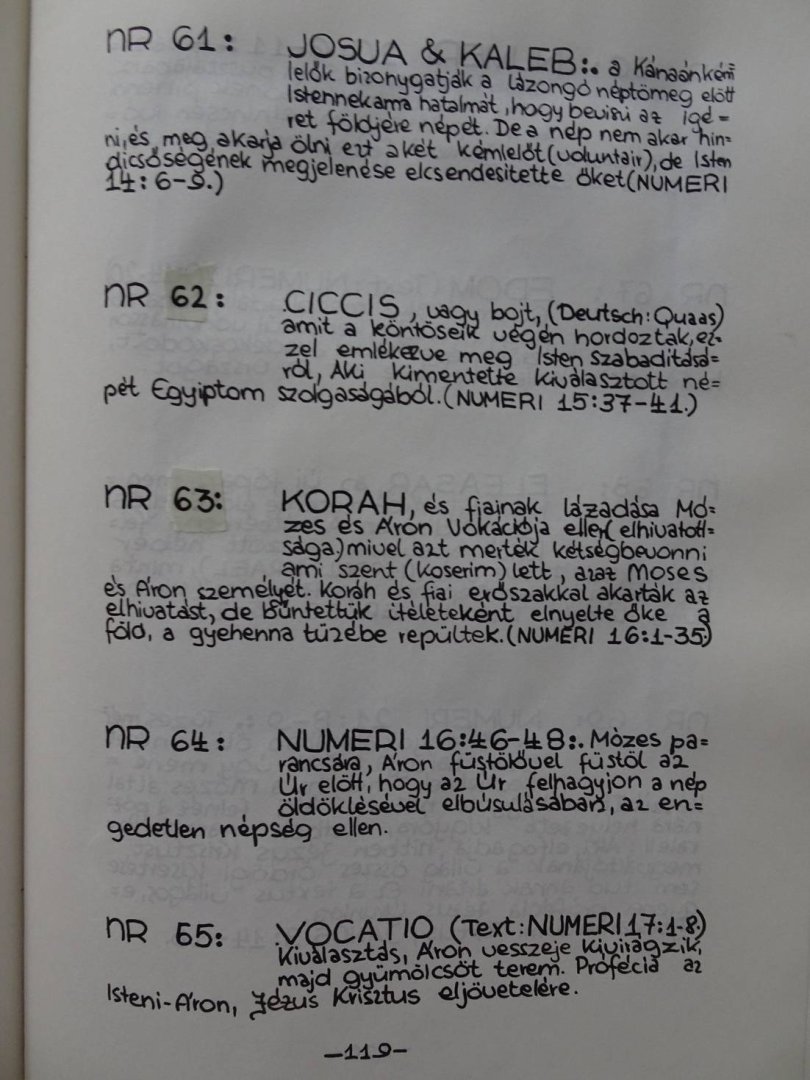 NR 61: JOSUA & KALEB:. a Kánaánkém
lelők bizonygatják a lázongó néptömeg előtt
Istennekama hatalmát, hogy beviszi az ígé=
ret földjére népét. De a nép nem akar hin=
ni, és meg akarja ölni ezt a két kémlelőt (voluntair), de Isten
dicsőségének megjelenése elcsendesítette őket (NUMERI
14:6-9.)
NR 62: CICCIS, vagy bojt, (Deutsch: Quaas)
amit a köntöseik végén hordoztak, ez=
zel emlékezve meg Isten szabadítása=
ról, Aki kimentette kiválasztott né=
pét Egyiptom szolgaságából. (NUMERI 15:37-41.)
NR 63: KORAH, és fiainak lázadása Mó=
zes és Áron Vokációja ellen (elhivatott=
sága) mivel azt merték kétségbevonni
ami szent (Koserim) lett, azaz Moses
és Áron személyét. Koráh és fiai erőszakkal akarták az
elhivatást, de büntettük ítéleteként elnyelte őke a
föld, a gyehenna tüzébe repültek. (NUMERI 16:1-35.)
NR 64: NUMERI 16:46-48:. Mózes pa=
rancsára, Áron füstölővel füstöl az
Úr előtt, hogy az Úr felhagyjon a nép
öldöklésével elbúsulásában, az en=
gedetlen népség ellen.
NR 65: VOCATIO (Text: NUMERI 17:1-8.)
Kiválasztás, Áron vesszeje kivirágzik,
majd gyümölcsöt terem. Prófécia az
Isteni-Áron, Jézus Krisztus eljövetelére.
-119-